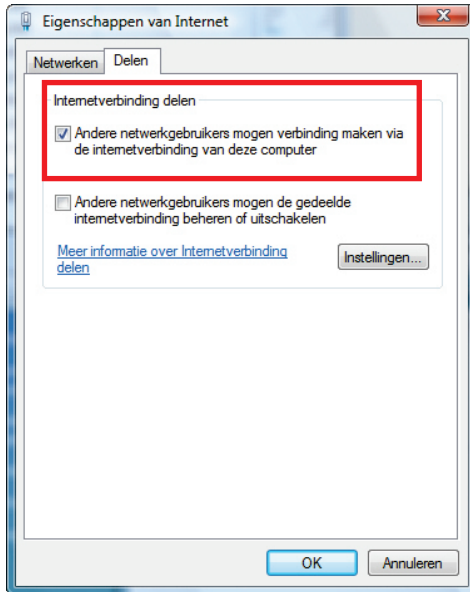 Eigenschappen van Internet
Netwerken Delen
Internetverbinding delen
Andere netwerkgebruikers mogen verbinding maken via
de internetverbinding van deze computer
Andere netwerkgebruikers mogen de gedeelde
internetverbinding beheren of uitschakelen
Meer informatie over Internetverbinding
delen
Instellingen...
OK Annuleren